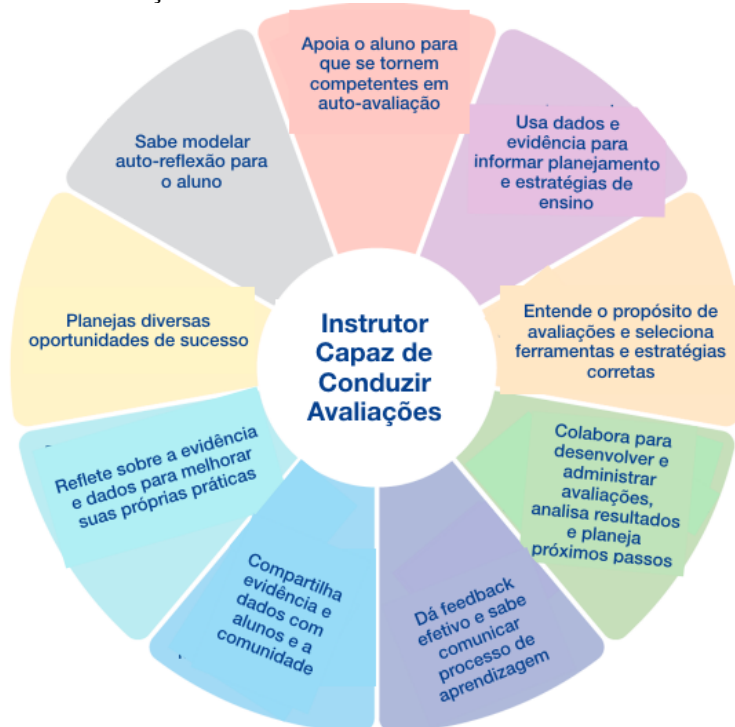 Apoia o aluno para
que se tornem
competentes em
auto-avaliação
Usa dados e
evidência para
informar planejamento
e estratégias de
ensino
Entende o propósito de
avaliações e seleciona
ferramentas e estratégias
corretas
Colabora para
desenvolver e
administrar
avaliações,
analisa resultados
e planeja
próximos passos
Dá feedback
efetivo e sabe
comunicar
processo de
aprendizagem
Compartilha
evidência e
dados com
alunos e a
comunidade
Reflete sobre a evidência
e dados para melhorar
suas próprias práticas
Planejas diversas
oportunidades de sucesso
Sabe modelar
auto-reflexão para
o aluno
Instrutor
Capaz de
Conduzir
Avaliações